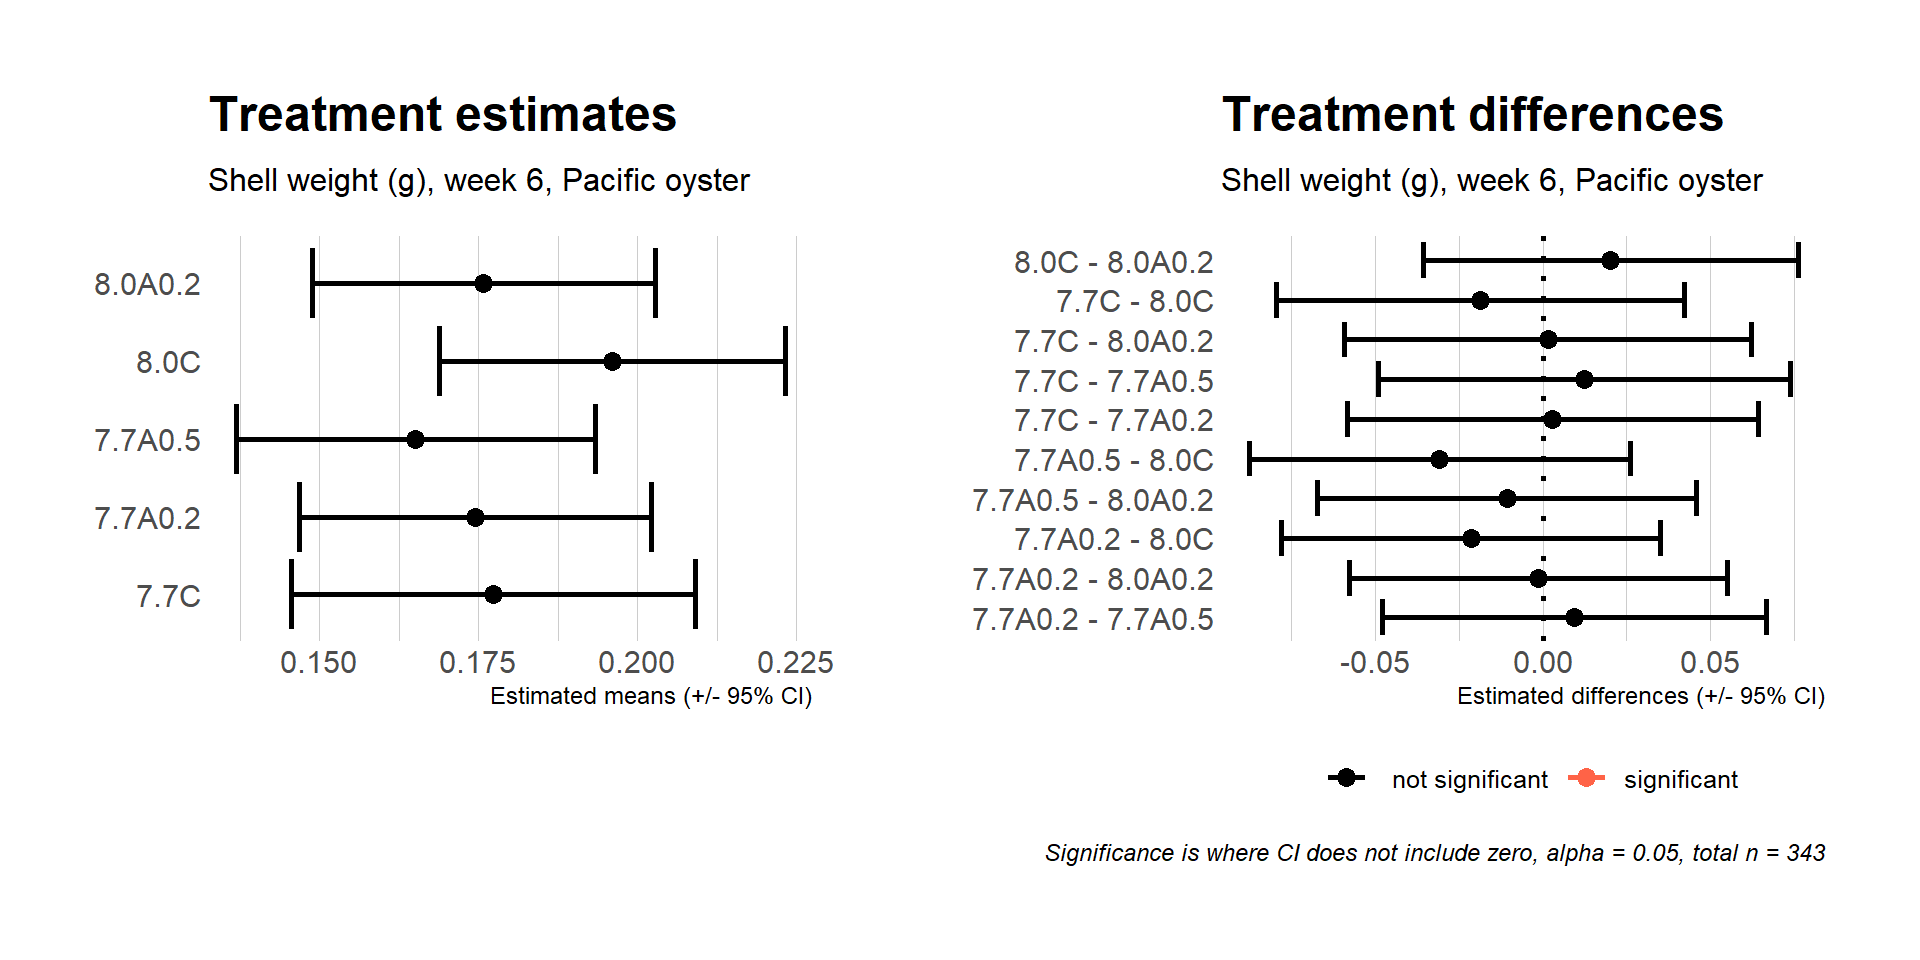 Treatment estimates
Shell weight (g), week 6, Pacific oyster
8.0A0.2
8.0C
7.7A0.5
7.7A0.2
7.7C
0.150 0.175 0.200 0.225
Estimated means (+/- 95% CI)
Treatment differences
Shell weight (g), week 6, Pacific oyster
8.0C - 8.0A0.2
7.7C - 8.0C
7.7C - 8.0A0.2
7.7C - 7.7A0.5
7.7C - 7.7A0.2
7.7A0.5 - 8.0C
7.7A0.5 - 8.0A0.2
7.7A0.2 - 8.0C
7.7A0.2 - 8.0A0.2
7.7A0.2 - 7.7A0.5
-0.05 0.00 0.05
Estimated differences (+/- 95% CI)
not significant significant
Significance is where CI does not include zero, alpha = 0.05, total n = 343